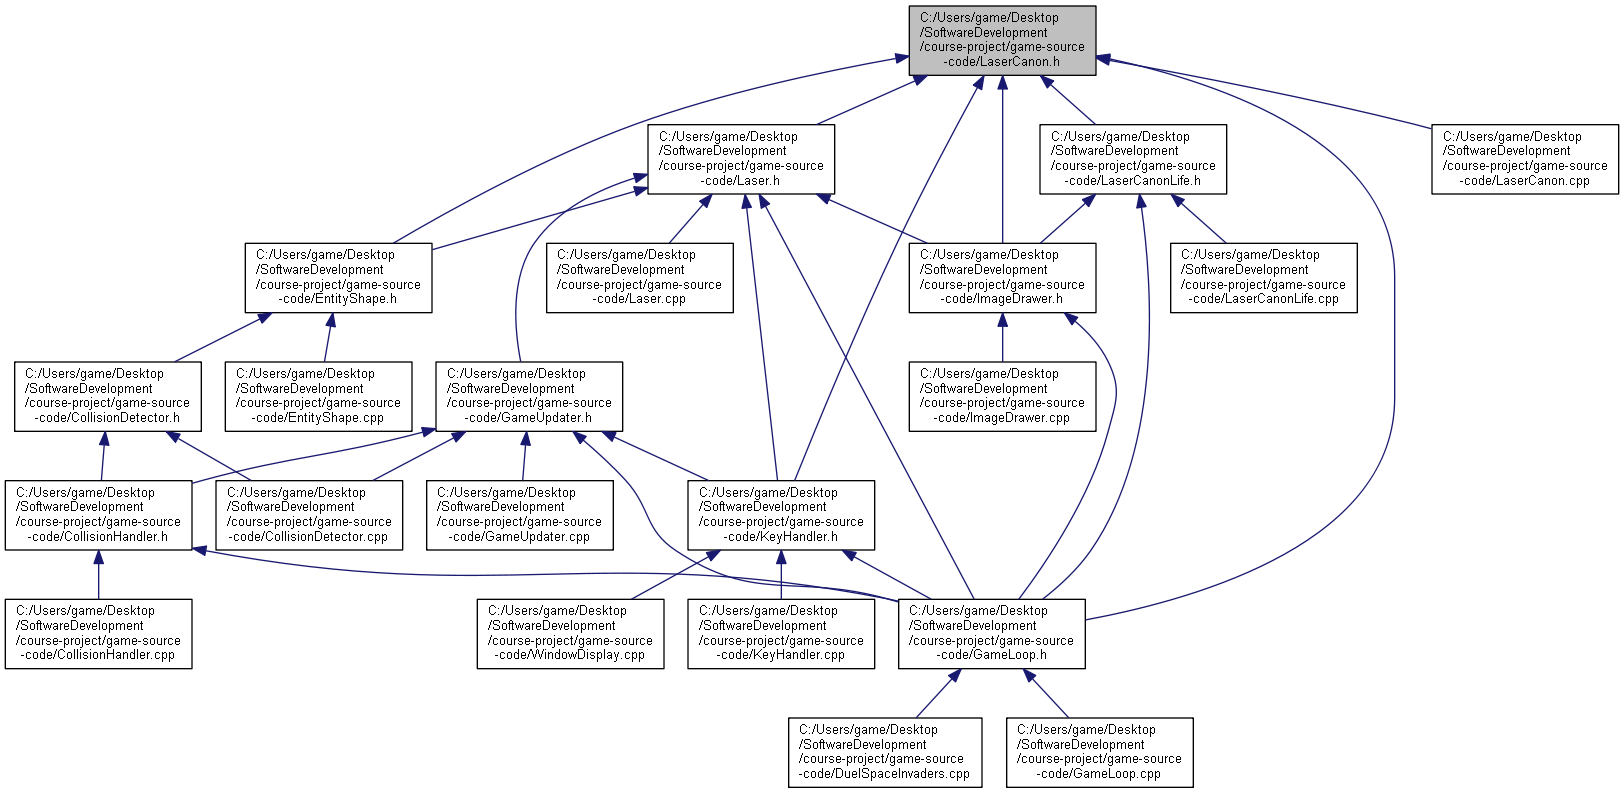 C:/Users/game/Desktop
/SoftwareDevelopment
/course-project/game-source
-code/LaserCanon.h
C:/Users/game/Desktop
/SoftwareDevelopment
/course-project/game-source
-code/Laser.h
C:/Users/game/Desktop
/SoftwareDevelopment
/course-project/game-source
-code/LaserCanonLife.h
C:/Users/game/Desktop
/SoftwareDevelopment
/course-project/game-source
-code/LaserCanon.cpp
C:/Users/game/Desktop
/SoftwareDevelopment
/course-project/game-source
-code/EntityShape.h
C:/Users/game/Desktop
/SoftwareDevelopment
/course-project/game-source
-code/Laser.cpp
C:/Users/game/Desktop
/SoftwareDevelopment
/course-project/game-source
-code/ImageDrawer.h
C:/Users/game/Desktop
/SoftwareDevelopment
/course-project/game-source
-code/LaserCanonLife.cpp
C:/Users/game/Desktop
/SoftwareDevelopment
/course-project/game-source
-code/CollisionDetector.h
C:/Users/game/Desktop
/SoftwareDevelopment
/course-project/game-source
-code/EntityShape.cpp
C:/Users/game/Desktop
/SoftwareDevelopment
/course-project/game-source
-code/GameUpdater.h
C:/Users/game/Desktop
/SoftwareDevelopment
/course-project/game-source
-code/ImageDrawer.cpp
C:/Users/game/Desktop
/SoftwareDevelopment
/course-project/game-source
-code/CollisionHandler.h
C:/Users/game/Desktop
/SoftwareDevelopment
/course-project/game-source
-code/CollisionDetector.cpp
C:/Users/game/Desktop
/SoftwareDevelopment
/course-project/game-source
-code/GameUpdater.cpp
C:/Users/game/Desktop
/SoftwareDevelopment
/course-project/game-source
-code/KeyHandler.h
C:/Users/game/Desktop
/SoftwareDevelopment
/course-project/game-source
-code/CollisionHandler.cpp
C:/Users/game/Desktop
/SoftwareDevelopment
/course-project/game-source
-code/WindowDisplay.cpp
C:/Users/game/Desktop
/SoftwareDevelopment
/course-project/game-source
-code/KeyHandler.cpp
C:/Users/game/Desktop
/SoftwareDevelopment
/course-project/game-source
-code/GameLoop.h
C:/Users/game/Desktop
/SoftwareDevelopment
/course-project/game-source
-code/DuelSpaceInvaders.cpp
C:/Users/game/Desktop
/SoftwareDevelopment
/course-project/game-source
-code/GameLoop.cpp